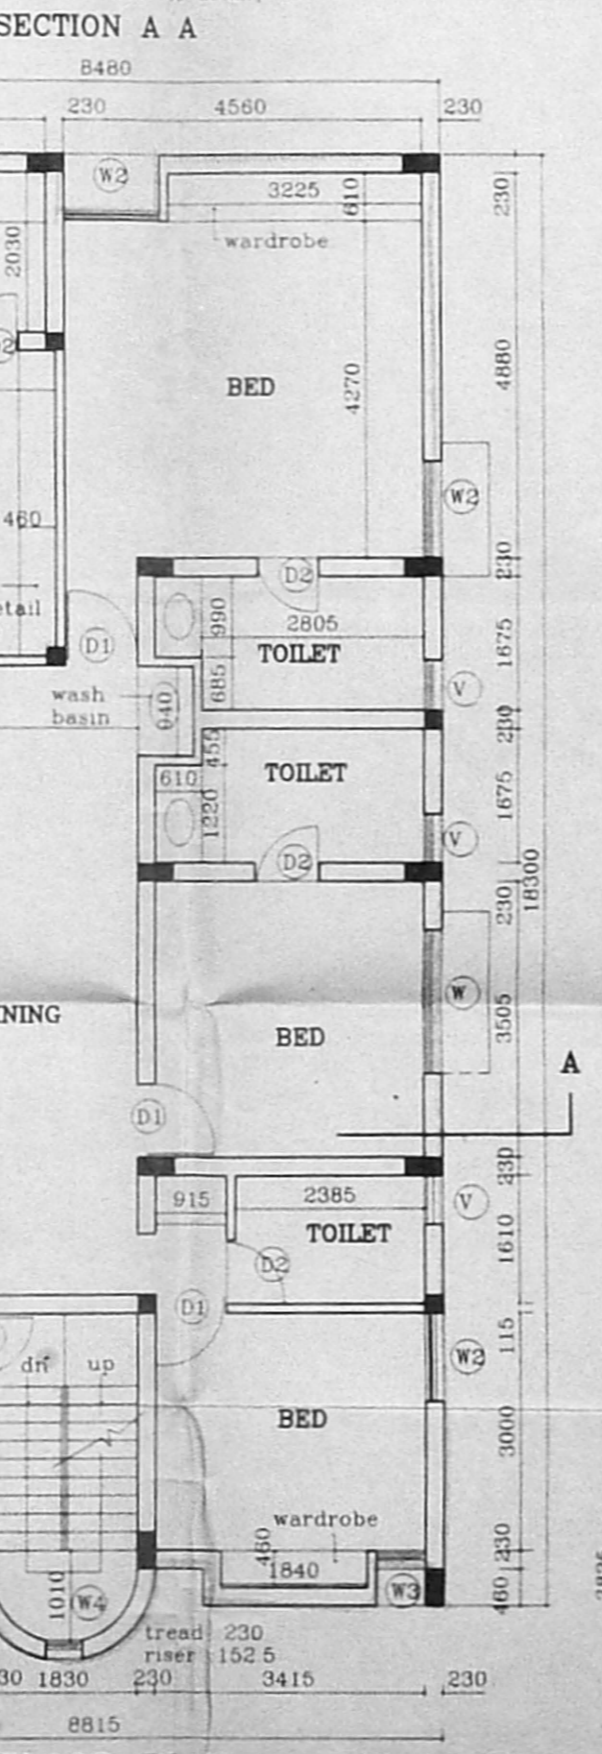 SECTION A A
8480
230 4560 230
W2
3225
610
230
wardrobe
2030
BED
4270
4880
W2
460
D2
230
etail
990
2805
1675
D1
TOILET
wash
basin
685
V
940
230
455
610
TOILET
1220
1675
V
D2
230
18300
W
3505
NING
BED
A
D1
230
915
2385
V
TOILET
1610
D2
D1
115
W2
dn up
BED
3000
wardrobe
460
1840
230
460
W3
1010
W4
tread 230
riser 152.5
30 1830 230 3415 230
8815